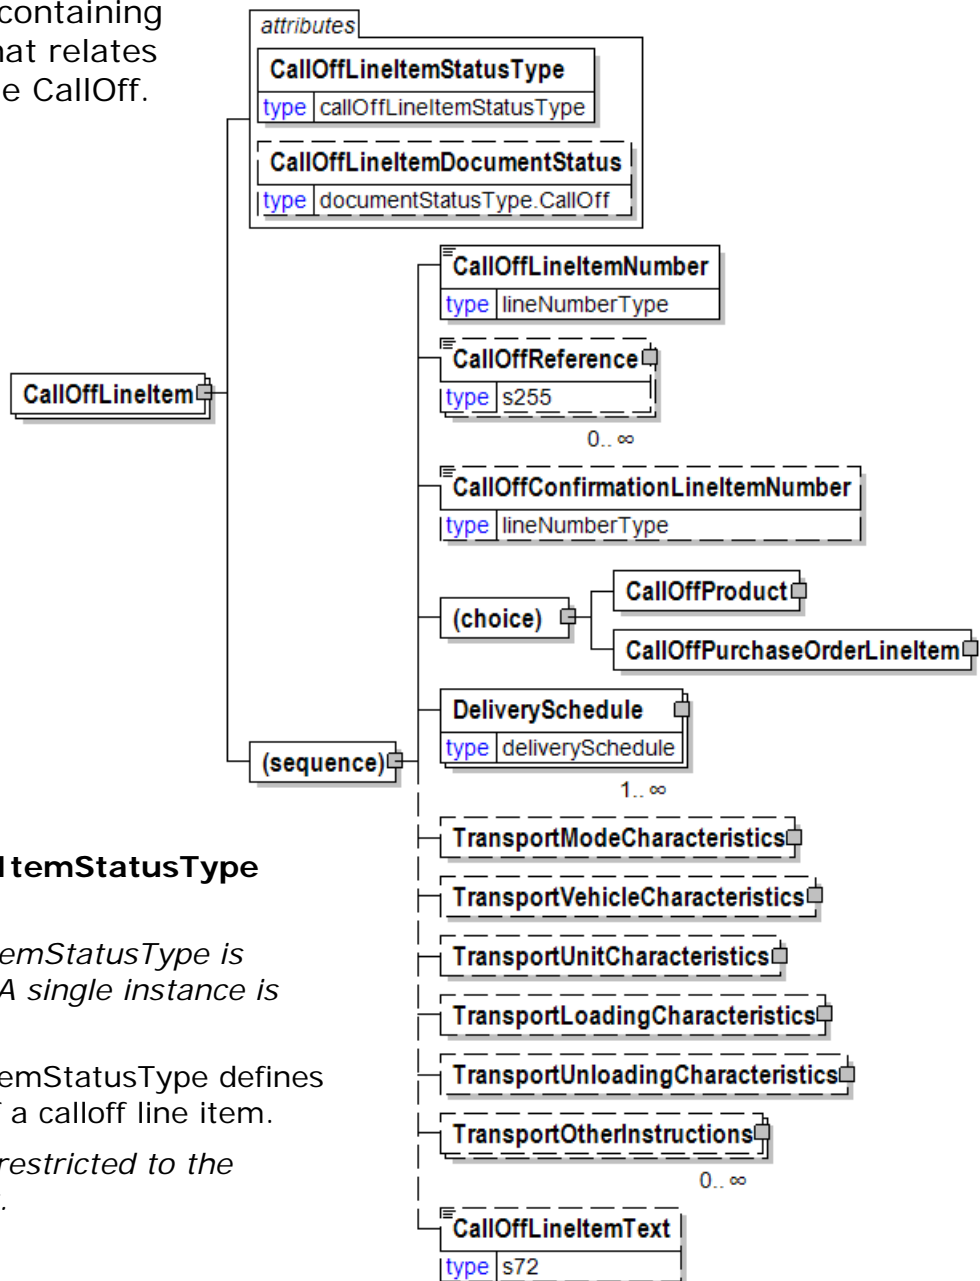 containing
hat relates
e CallOff.
attributes
CallOffLineItemStatusType
type callOffLineItemStatusType
CallOffLineItemDocumentStatus
type documentStatusType.CallOff
CallOffLineItemNumber
type lineNumberType
CallOffReference
type s255
0.. ∞
CallOffLineItem
CallOffConfirmationLineItemNumber
type lineNumberType
(choice)
CallOffProduct
CallOffPurchaseOrderLineItem
DeliverySchedule
type deliverySchedule
1.. ∞
(sequence)
TransportModeCharacteristics
TransportVehicleCharacteristics
TransportUnitCharacteristics
TransportLoadingCharacteristics
TransportUnloadingCharacteristics
TransportOtherInstructions
0.. ∞
CallOffLineItemText
type s72
ItemStatusType
emStatusType is
A single instance is
emStatusType defines
f a calloff line item.
restricted to the